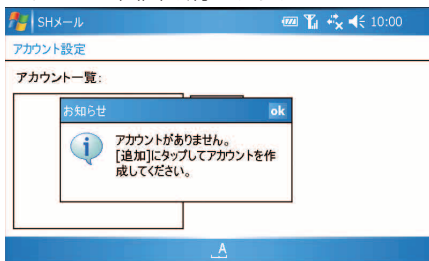 SHメール 10:00
アカウント設定
アカウント一覧:
お知らせ ok
アカウントがありません。
[追加]にタップしてアカウントを作
成してください。
A